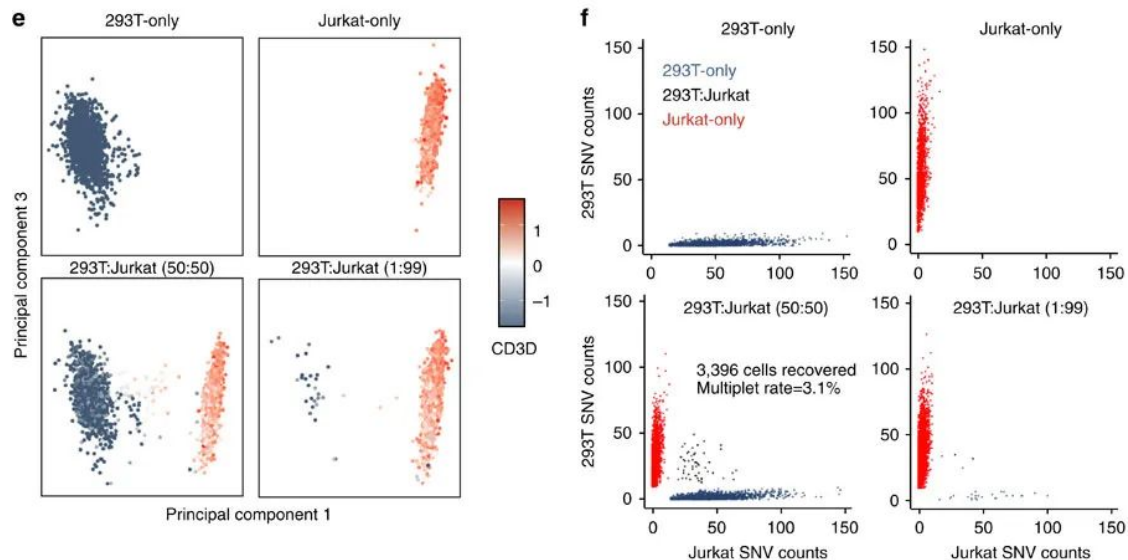 e
293T-only
Jurkat-only
Principal component 3
293T:Jurkat (50:50)
293T:Jurkat (1:99)
1
0
−1
CD3D
Principal component 1
f
293T-only
150
100
50
0
0
50
100
150
293T SNV counts
293T-only
293T:Jurkat
Jurkat-only
Jurkat-only
150
100
50
0
0
50
100
150
293T:Jurkat (50:50)
150
100
50
0
0
50
100
150
293T SNV counts
3,396 cells recovered
Multiplet rate=3.1%
293T:Jurkat (1:99)
150
100
50
0
0
50
100
150
Jurkat SNV counts